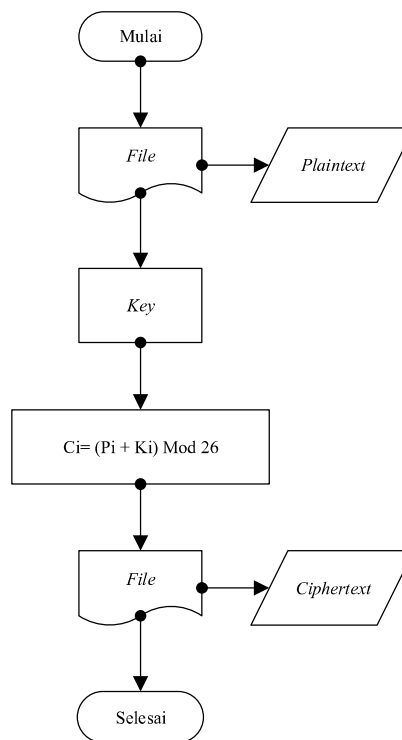 Mulai
File
Plaintext
Key
Ci= (Pi + Ki) Mod 26
File
Ciphertext
Selesai